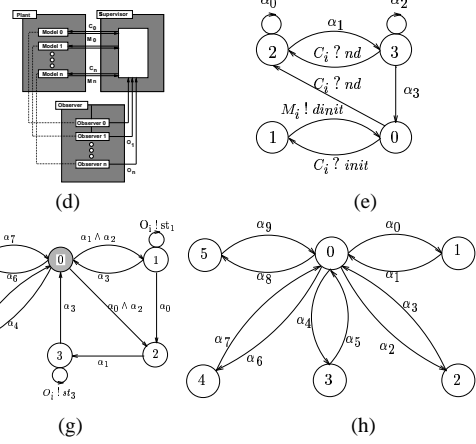 Plant
Supervisor
Model 0
C₀
M₀
Model 1
Model n
Cₙ
Mₙ
Observer
Observer 0
Observer 1
O₁
Observer n
Oₙ
(d)
α₀
α₂
α₁
2
3
Cᵢ ? nd
Cᵢ ? nd
α₃
Mᵢ ! dinit
1
0
Cᵢ ? init
(e)
α₇
α₁ ∧ α₂
Oᵢ ! st₁
0
1
α₆
α₃
α₄
α₀ ∧ α₂
α₀
α₃
3
α₁
2
Oᵢ ! st₃
(g)
α₉
α₀
5
0
1
α₈
α₁
α₇
α₄
α₃
α₆
α₅
α₂
4
3
2
(h)